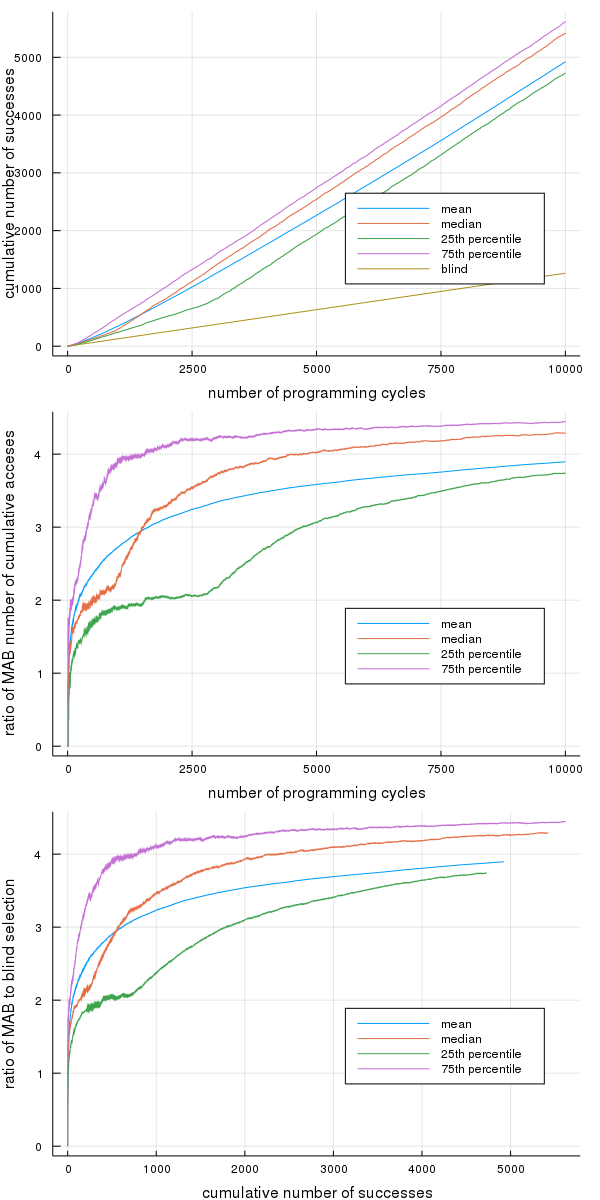 cumulative number of successes
5000
4000
3000
2000
1000
0
mean
median
25th percentile
75th percentile
blind
0 2500 5000 7500 10000
number of programming cycles
ratio of MAB number of cumulative acceses
4
3
2
1
0
mean
median
25th percentile
75th percentile
0 2500 5000 7500 10000
number of programming cycles
ratio of MAB to blind selection
4
3
2
1
0
mean
median
25th percentile
75th percentile
0 1000 2000 3000 4000 5000
cumulative number of successes